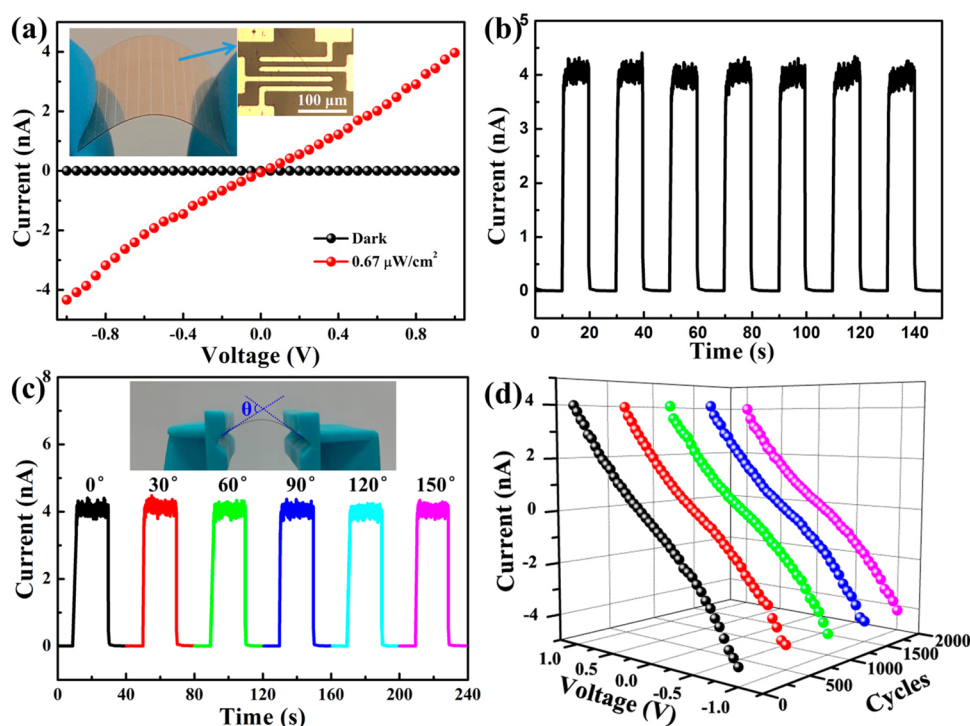 (a)
100 μm
Current (nA)
4
2
0
-2
-4
Dark
0.67 μW/cm²
-0.8 -0.4 0.0 0.4 0.8
Voltage (V)
(b)
Current (nA)
5
4
3
2
1
0
0 20 40 60 80 100 120 140
Time (s)
(c)
Current (nA)
8
6
4
2
0
θ
0° 30° 60° 90° 120° 150°
0 40 80 120 160 200 240
Time (s)
(d)
Current (nA)
4
2
0
-2
-4
1.0 0.5 0.0 -0.5 -1.0
Voltage (V)
0 500 1000 1500 2000
Cycles